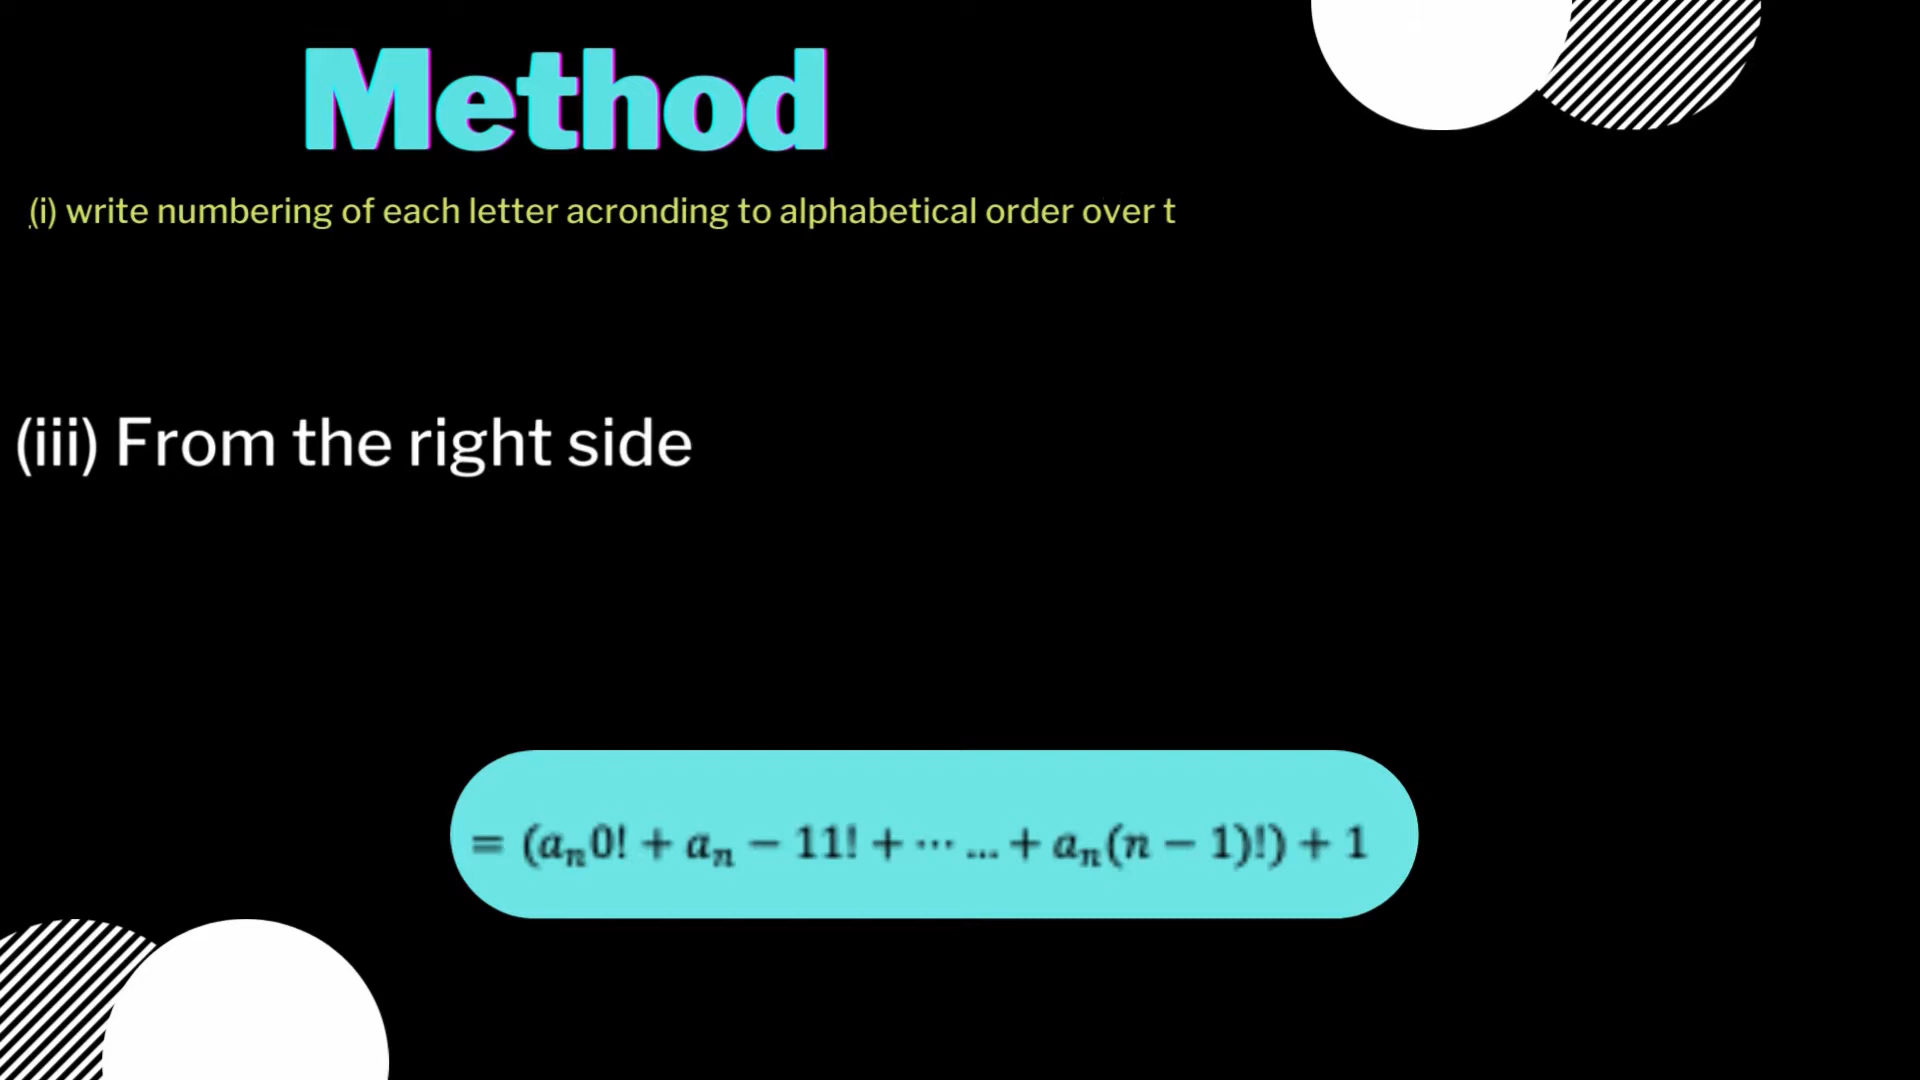 Method
(i) write numbering of each letter acronding to alphabetical order over t
(iii) From the right side
= (aₙ0! + aₙ − 11! + ⋯ … + aₙ(n − 1)!) + 1